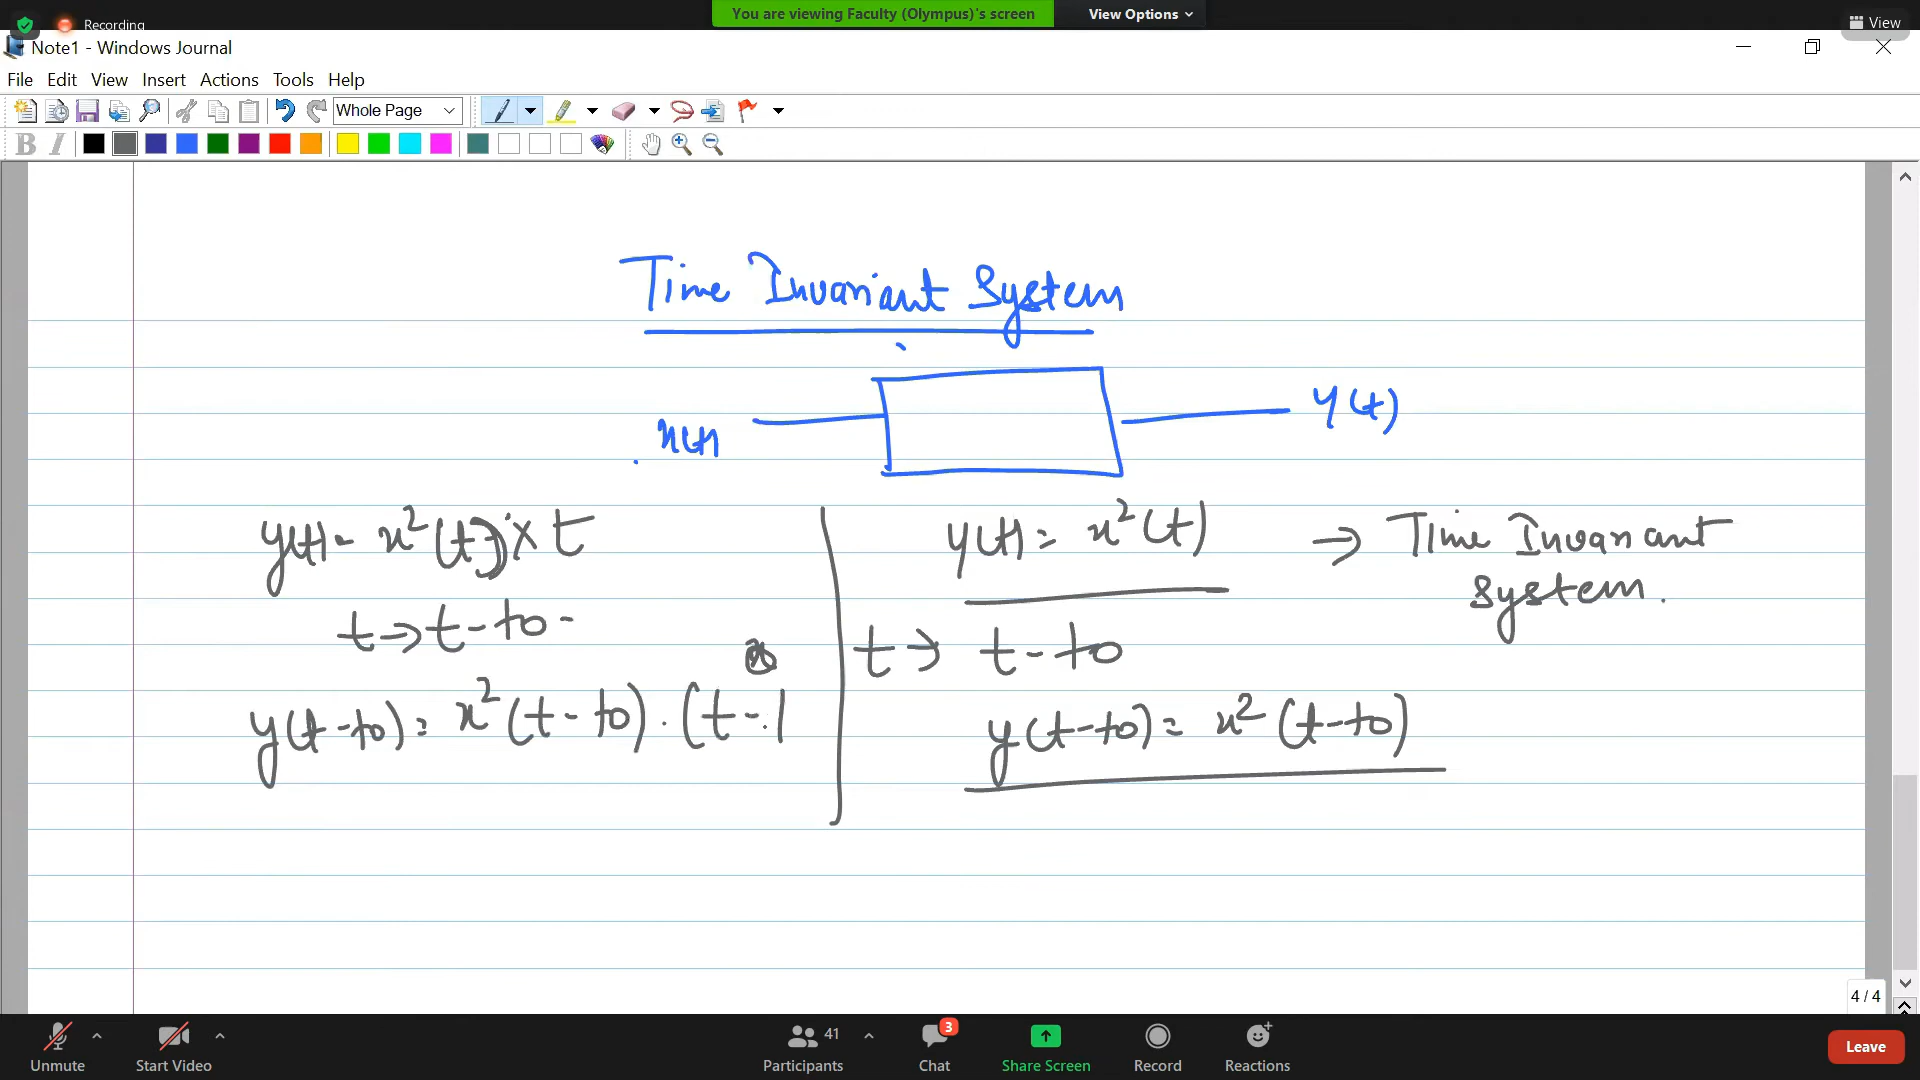 Recording
You are viewing Faculty (Olympus)'s screen
View Options
View
Note1 - Windows Journal
File Edit View Insert Actions Tools Help
Whole Page
B I
Time Invariant System
x(t)
y(t)
y(t) = x²(t) × t
t → t - to
y(t - to) = x²(t - to) . (t -
y(t) = x²(t)
→ Time Invariant
System.
t → t - to
y(t - to) = x² (t - to)
4 / 4
Unmute
Start Video
41
Participants
3
Chat
Share Screen
Record
Reactions
Leave